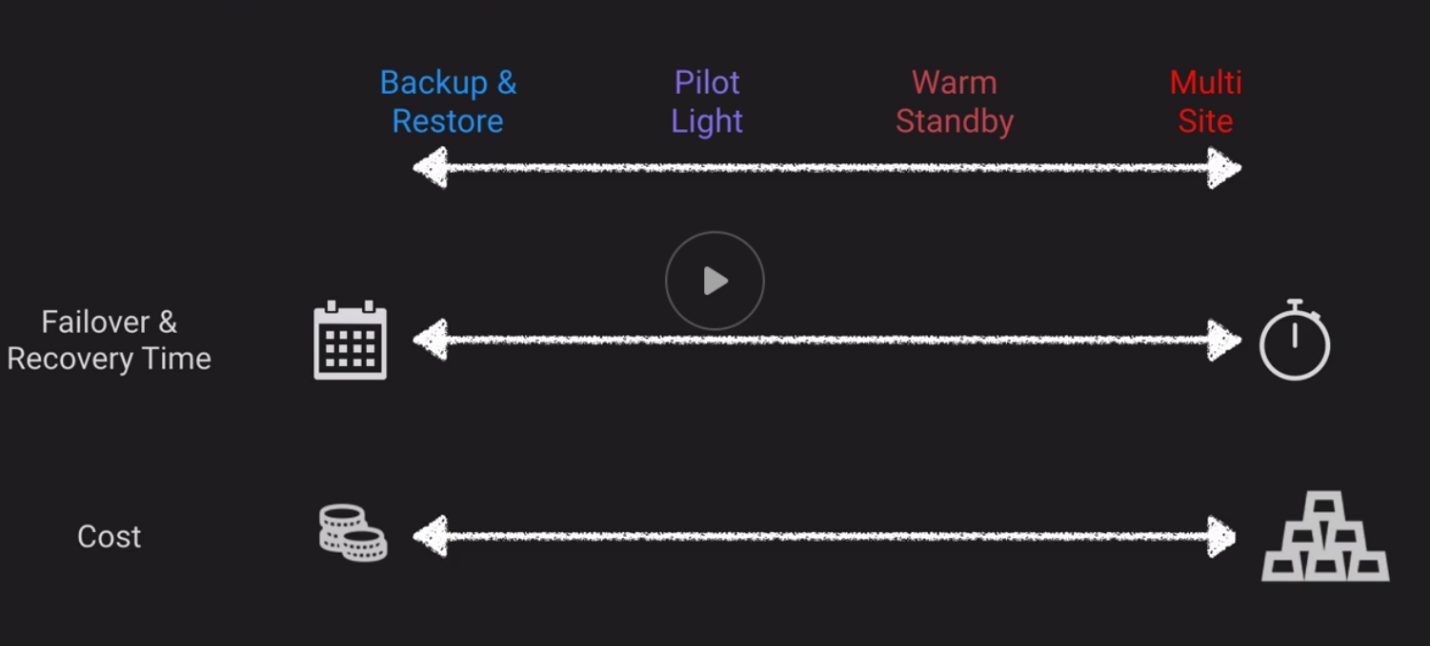 Backup &
Restore
Pilot
Light
Warm
Standby
Multi
Site
Failover &
Recovery Time
Cost